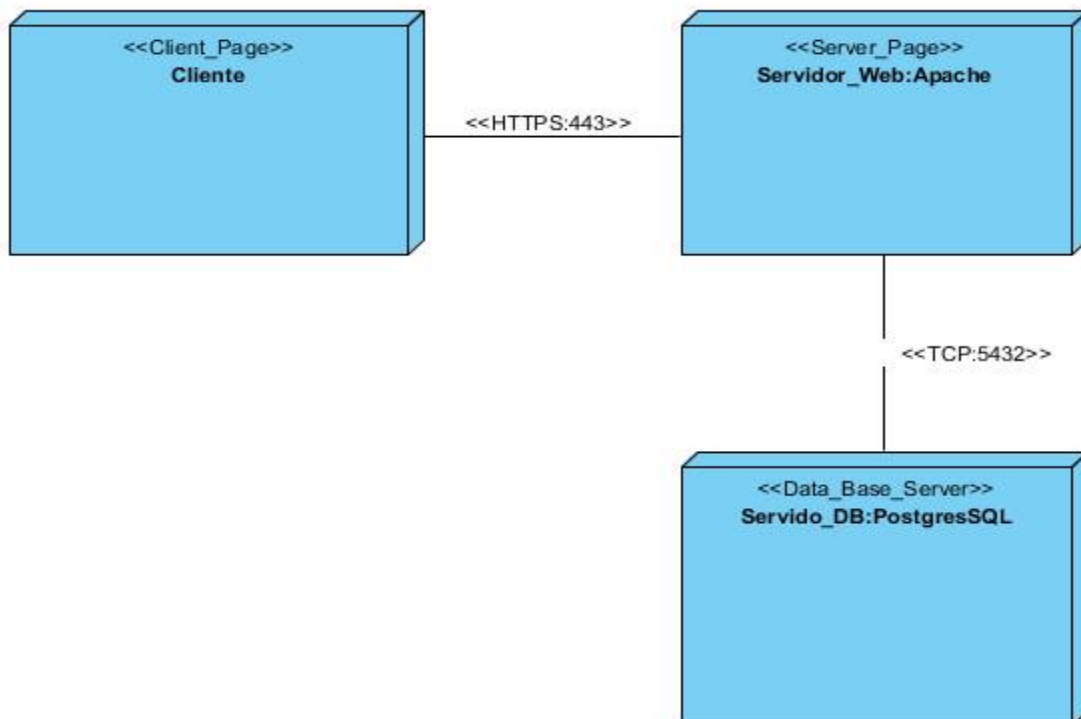 <<Client_Page>>
Cliente
<<HTTPS:443>>
<<Server_Page>>
Servidor_Web:Apache
<<TCP:5432>>
<<Data_Base_Server>>
Servido_DB:PostgresSQL